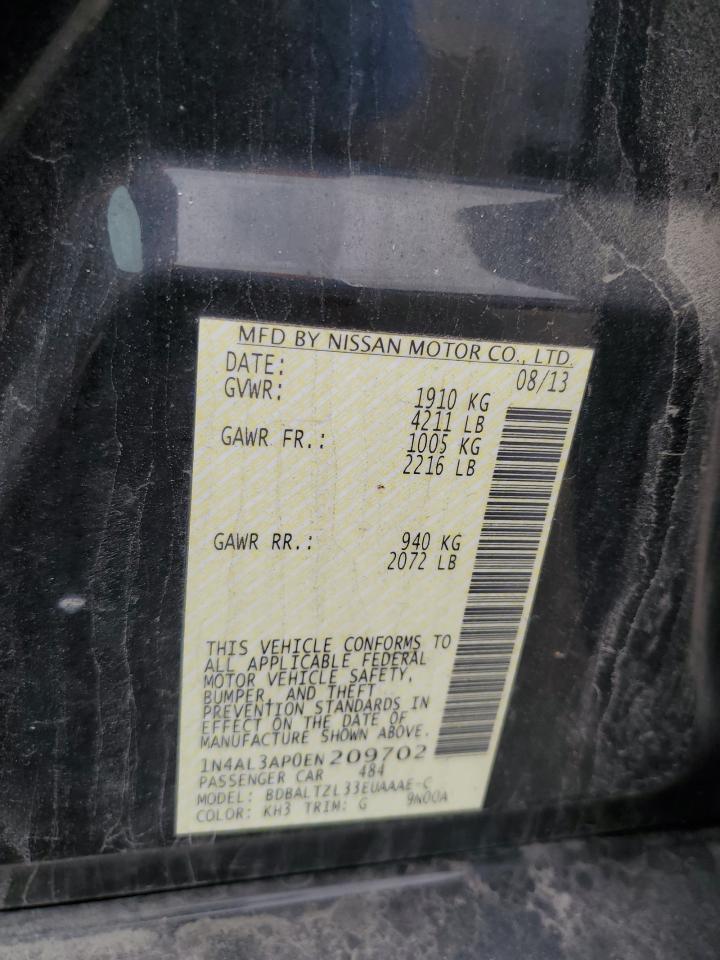 MFD BY NISSAN MOTOR CO., LTD.
DATE: 08/13
GVWR: 1910 KG
4211 LB
GAWR FR.: 1005 KG
2216 LB
GAWR RR.: 940 KG
2072 LB
THIS VEHICLE CONFORMS TO
ALL APPLICABLE FEDERAL
MOTOR VEHICLE SAFETY,
BUMPER, AND THEFT
PREVENTION STANDARDS IN
EFFECT ON THE DATE OF
MANUFACTURE SHOWN ABOVE.
1N4AL3AP0EN209702
PASSENGER CAR 484
MODEL: BDBALTZL33EUAAAE-C
COLOR: KH3 TRIM: G 9N00A